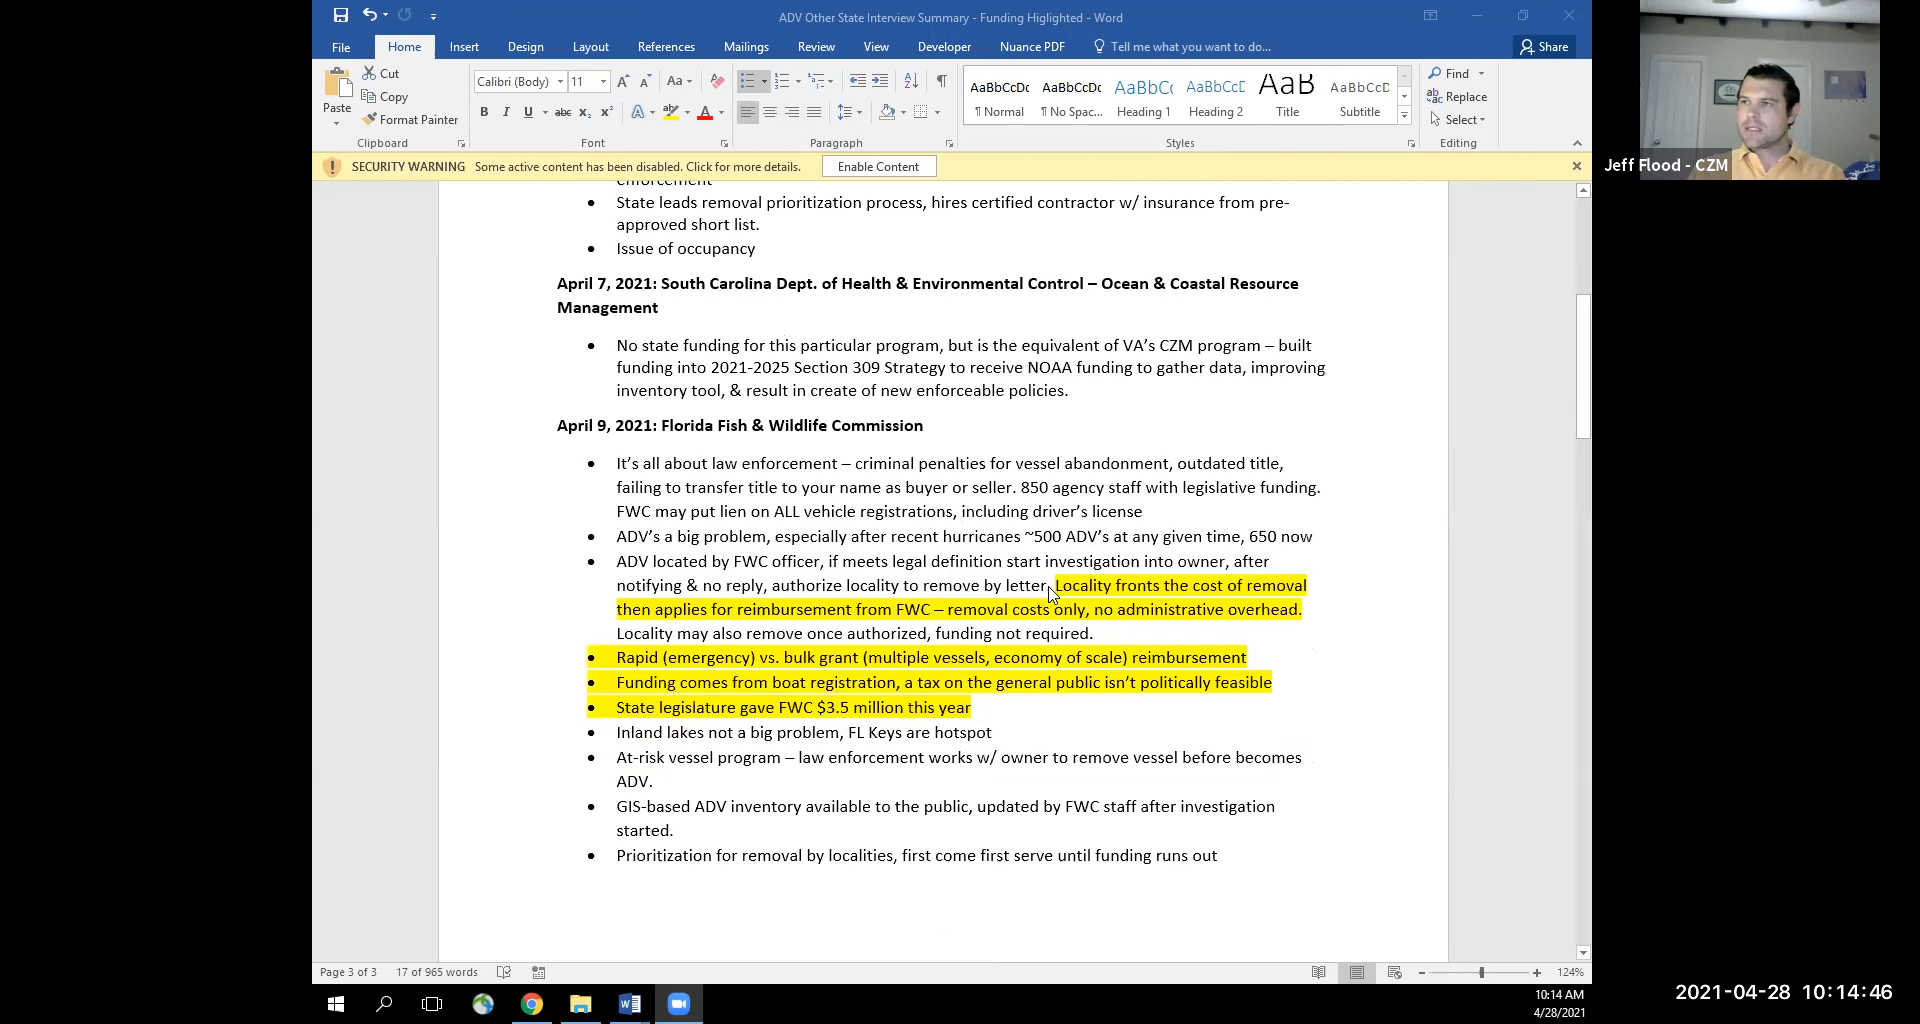 ADV Other State Interview Summary - Funding Higlighted - Word
File Home Insert Design Layout References Mailings Review View Developer Nuance PDF Tell me what you want to do... Share
Paste
Cut
Copy
Format Painter
Clipboard
Calibri (Body) 11
Font
Paragraph
AaBbCcDc AaBbCcDc AaBbCc AaBbCcD AaB AaBbCcD
¶ Normal ¶ No Spac... Heading 1 Heading 2 Title Subtitle
Styles
Find
Replace
Select
Editing
SECURITY WARNING Some active content has been disabled. Click for more details. Enable Content
Jeff Flood - CZM
enforcement
• State leads removal prioritization process, hires certified contractor w/ insurance from pre-
approved short list.
• Issue of occupancy
April 7, 2021: South Carolina Dept. of Health & Environmental Control – Ocean & Coastal Resource
Management
• No state funding for this particular program, but is the equivalent of VA’s CZM program – built
funding into 2021-2025 Section 309 Strategy to receive NOAA funding to gather data, improving
inventory tool, & result in create of new enforceable policies.
April 9, 2021: Florida Fish & Wildlife Commission
• It’s all about law enforcement – criminal penalties for vessel abandonment, outdated title,
failing to transfer title to your name as buyer or seller. 850 agency staff with legislative funding.
FWC may put lien on ALL vehicle registrations, including driver’s license
• ADV’s a big problem, especially after recent hurricanes ~500 ADV’s at any given time, 650 now
• ADV located by FWC officer, if meets legal definition start investigation into owner, after
notifying & no reply, authorize locality to remove by letter. Locality fronts the cost of removal
then applies for reimbursement from FWC – removal costs only, no administrative overhead.
Locality may also remove once authorized, funding not required.
• Rapid (emergency) vs. bulk grant (multiple vessels, economy of scale) reimbursement
• Funding comes from boat registration, a tax on the general public isn’t politically feasible
• State legislature gave FWC $3.5 million this year
• Inland lakes not a big problem, FL Keys are hotspot
• At-risk vessel program – law enforcement works w/ owner to remove vessel before becomes
ADV.
• GIS-based ADV inventory available to the public, updated by FWC staff after investigation
started.
• Prioritization for removal by localities, first come first serve until funding runs out
Page 3 of 3 17 of 965 words 124%
10:14 AM
4/28/2021
2021-04-28 10:14:46